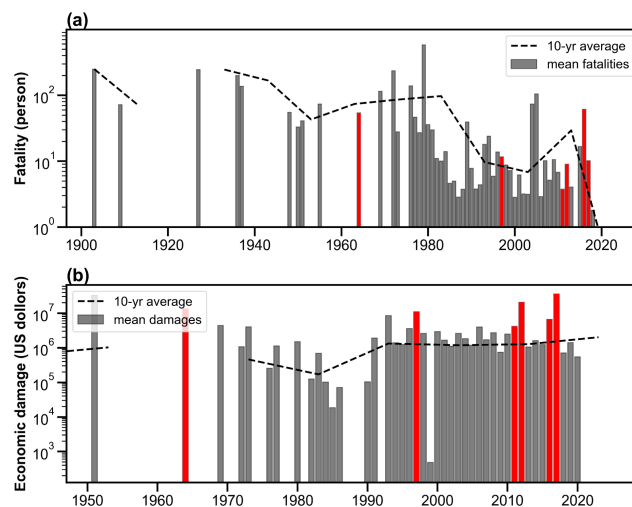 (a)
Fatality (person)
10²
10¹
10⁰
10-yr average
mean fatalities
1900 1920 1940 1960 1980 2000 2020
(b)
Economic damage (US dollors)
10⁷
10⁶
10⁵
10⁴
10³
10-yr average
mean damages
1950 1960 1970 1980 1990 2000 2010 2020